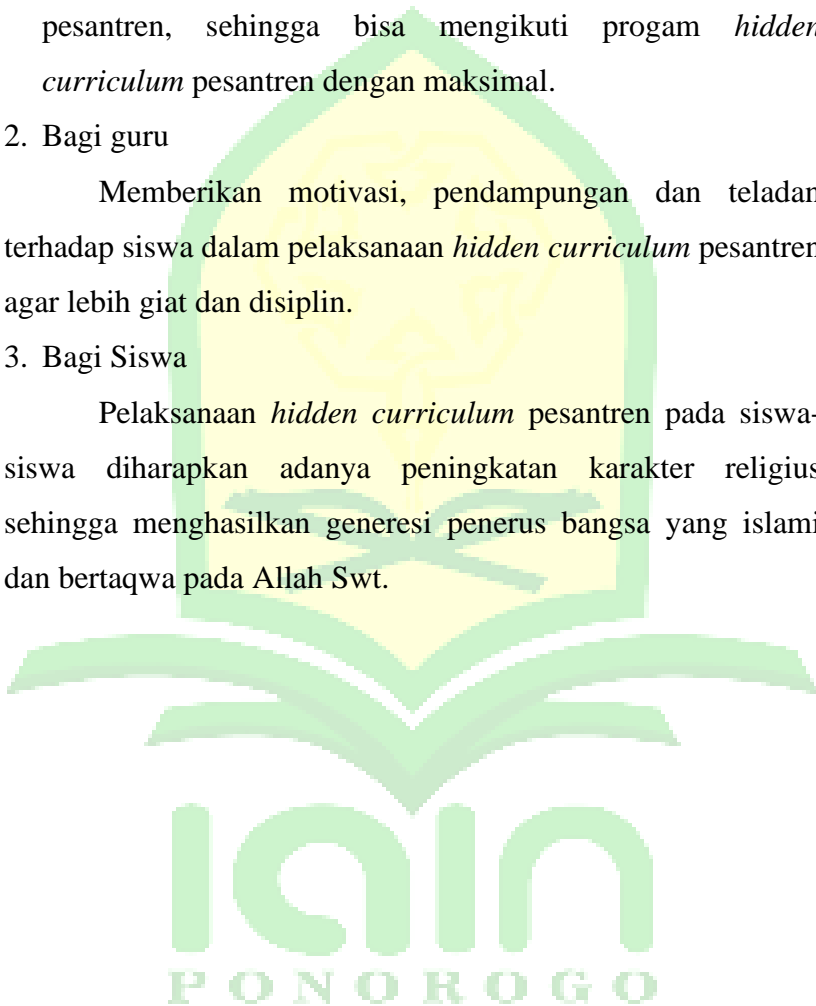 pesantren, sehingga bisa mengikuti progam hidden
curriculum pesantren dengan maksimal.
2. Bagi guru
Memberikan motivasi, pendampungan dan teladan
terhadap siswa dalam pelaksanaan hidden curriculum pesantren
agar lebih giat dan disiplin.
3. Bagi Siswa
Pelaksanaan hidden curriculum pesantren pada siswa-
siswa diharapkan adanya peningkatan karakter religius
sehingga menghasilkan generesi penerus bangsa yang islami
dan bertaqwa pada Allah Swt.
iain
PONOROGO